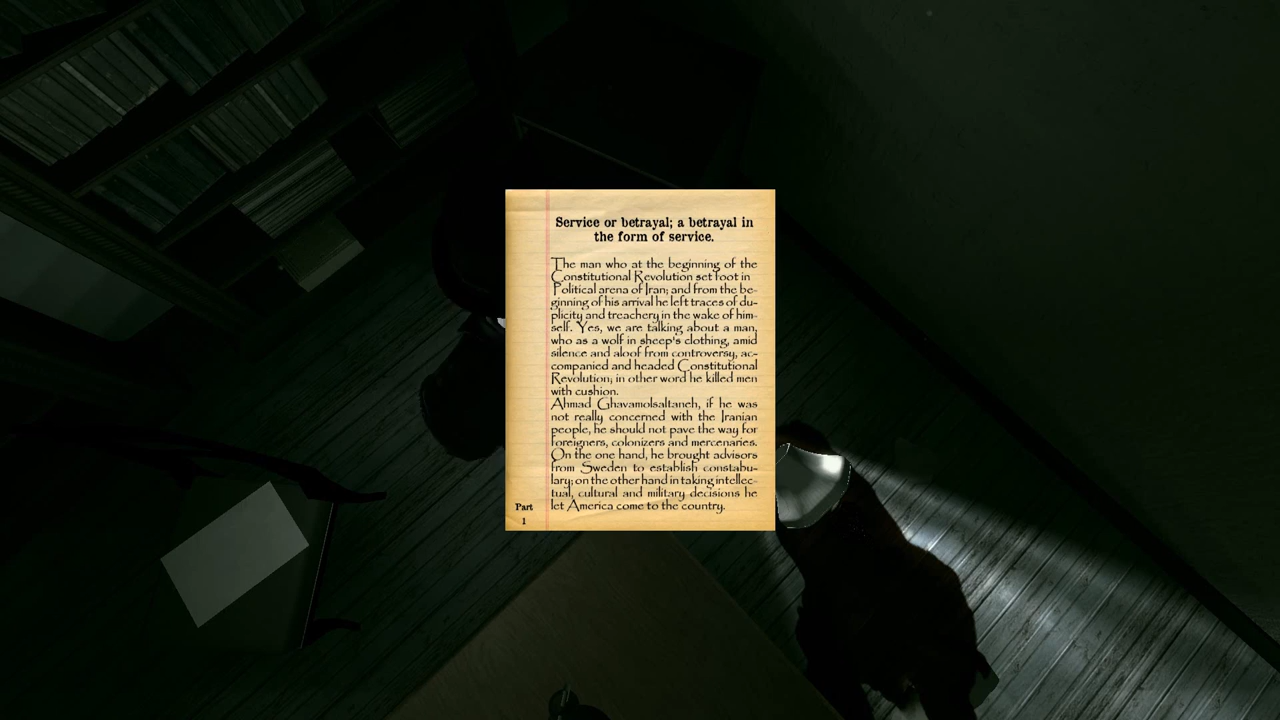 Service or betrayal; a betrayal in
the form of service.
The man who at the beginning of the
Constitutional Revolution set foot in
Political arena of Iran; and from the be-
ginning of his arrival he left traces of du-
plicity and treachery in the wake of him-
self. Yes, we are talking about a man,
who as a wolf in sheep's clothing, amid
silence and aloof from controversy, ac-
companied and headed Constitutional
Revolution; in other word he killed men
with cushion.
Ahmad Ghavamolsaltaneh, if he was
not really concerned with the Iranian
people, he should not pave the way for
foreigners, colonizers and mercenaries.
On the one hand, he brought advisors
from Sweden to establish constabu-
lary; on the other hand in taking intellec-
tual, cultural and military decisions he
let America come to the country.
Part
1